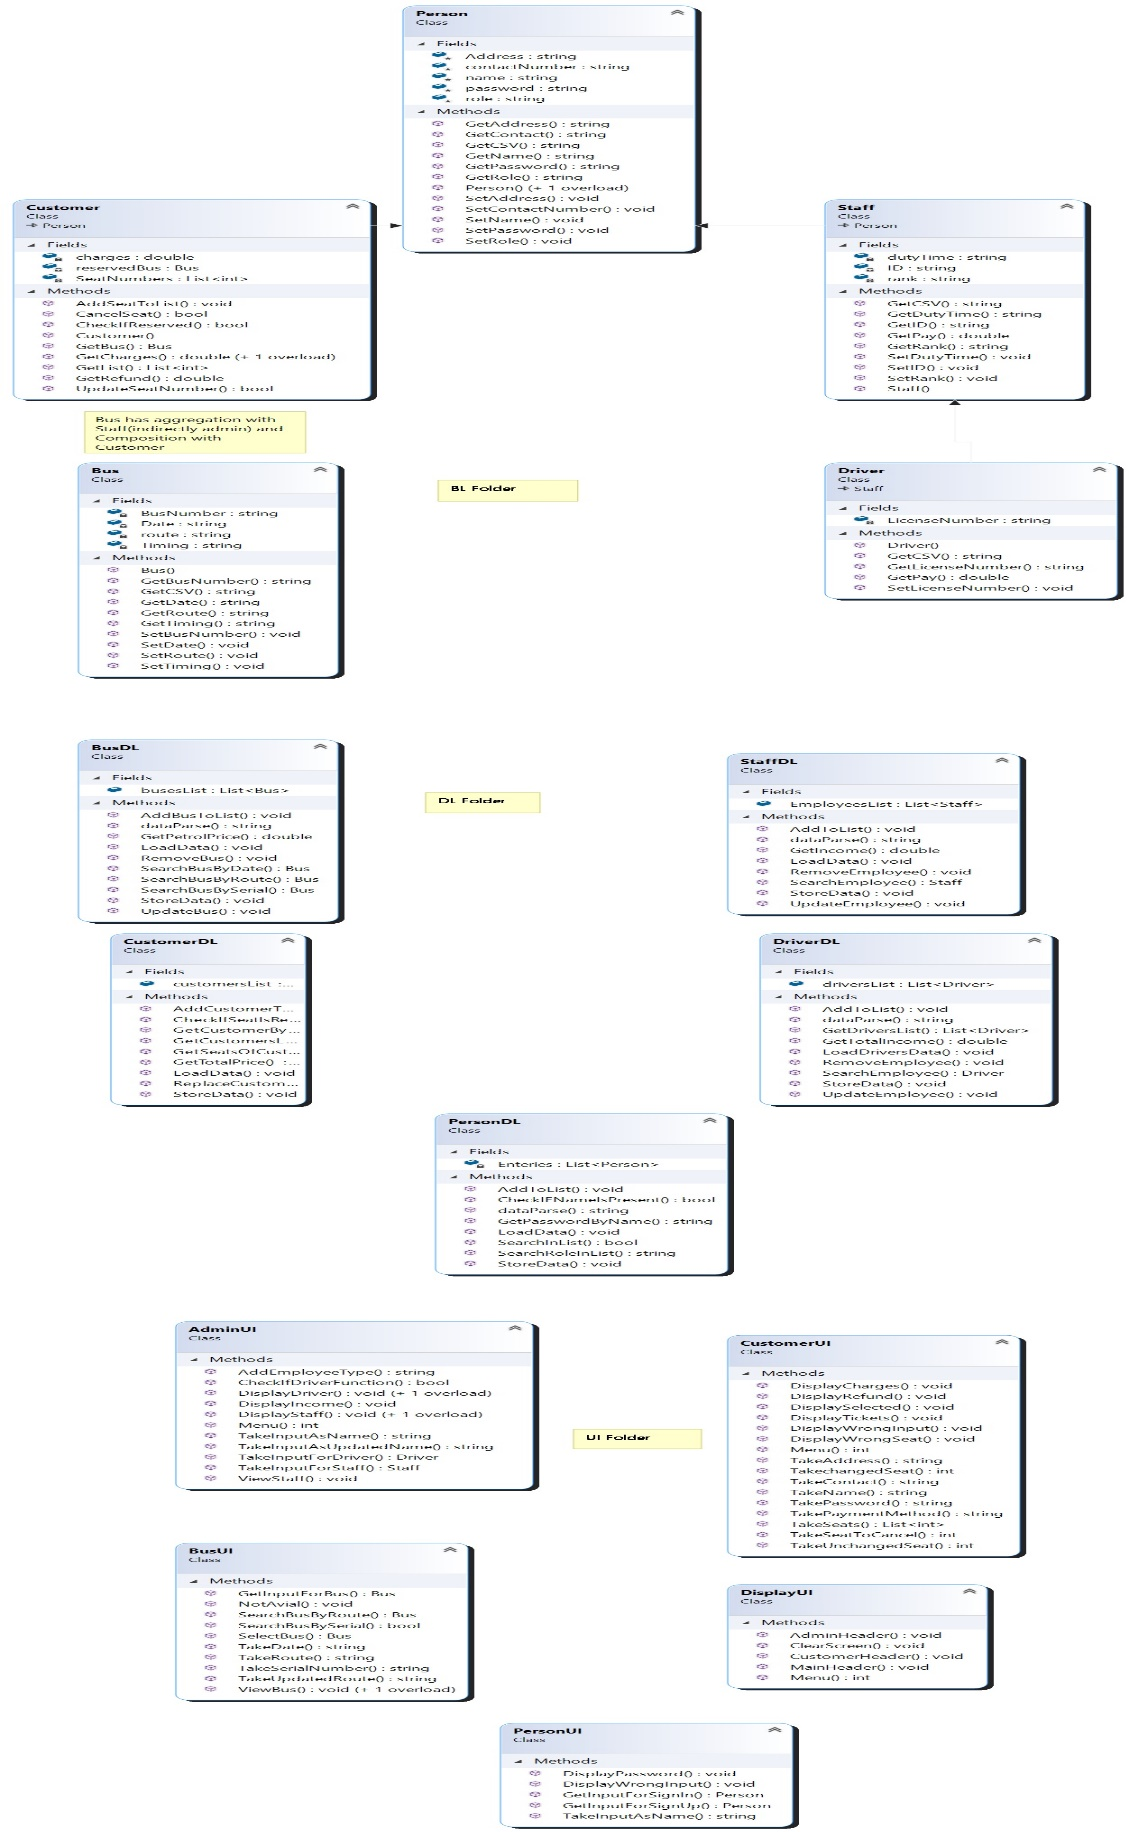 Person
Class
Fields
Address : string
contactNumber : string
name : string
password : string
role : string
Methods
GetAddress() : string
GetContact() : string
GetCSV() : string
GetName() : string
GetPassword() : string
GetRole() : string
Person() (+ 1 overload)
SetAddress() : void
SetContactNumber() : void
SetName() : void
SetPassword() : void
SetRole() : void
Customer
Class
Person
Fields
charges : double
reservedBus : Bus
SeatNumbers : List<int>
Methods
AddSeatToList() : void
CancelSeat() : bool
CheckIfReserved() : bool
Customer()
GetBus() : Bus
GetCharges() : double (+ 1 overload)
GetList() : List<int>
GetRefund() : double
UpdateSeatNumber() : bool
Staff
Class
Person
Fields
dutyTime : string
ID : string
rank : string
Methods
GetCSV() : string
GetDutyTime() : string
GetID() : string
GetPay() : double
GetRank() : string
SetDutyTime() : void
SetID() : void
SetRank() : void
Staff()
Bus has aggregation with
Staff(indirectly admin) and
Composition with
Customer
Bus
Class
Fields
BusNumber : string
Date : string
route : string
Timing : string
Methods
Bus()
GetBusNumber() : string
GetCSV() : string
GetDate() : string
GetRoute() : string
GetTiming() : string
SetBusNumber() : void
SetDate() : void
SetRoute() : void
SetTiming() : void
BL Folder
Driver
Class
Staff
Fields
LicenseNumber : string
Methods
Driver()
GetCSV() : string
GetLicenseNumber() : string
GetPay() : double
SetLicenseNumber() : void
BusDL
Class
Fields
busesList : List<Bus>
Methods
AddBusToList() : void
dataParse() : string
GetPetrolPrice() : double
LoadData() : void
RemoveBus() : void
SearchBusByDate() : Bus
SearchBusByRoute() : Bus
SearchBusBySerial() : Bus
StoreData() : void
UpdateBus() : void
DL Folder
StaffDL
Class
Fields
EmployeesList : List<Staff>
Methods
AddToList() : void
dataParse() : string
GetIncome() : double
LoadData() : void
RemoveEmployee() : void
SearchEmployee() : Staff
StoreData() : void
UpdateEmployee() : void
CustomerDL
Class
Fields
customersList : ...
Methods
AddCustomerT...
CheckIfSeatIsRe...
GetCustomerBy...
GetCustomersL...
GetSeatsOfCust...
GetTotalPrice() : ...
LoadData() : void
ReplaceCustom...
StoreData() : void
DriverDL
Class
Fields
driversList : List<Driver>
Methods
AddToList() : void
dataParse() : string
GetDriversList() : List<Driver>
GetTotalIncome() : double
LoadDriversData() : void
RemoveEmployee() : void
SearchEmployee() : Driver
StoreData() : void
UpdateEmployee() : void
PersonDL
Class
Fields
Enteries : List<Person>
Methods
AddToList() : void
CheckIFNameIsPresent() : bool
dataParse() : string
GetPasswordByName() : string
LoadData() : void
SearchInList() : bool
SearchRoleInList() : string
StoreData() : void
AdminUI
Class
Methods
AddEmployeeType() : string
CheckIfDriverFunction() : bool
DisplayDriver() : void (+ 1 overload)
DisplayIncome() : void
DisplayStaff() : void (+ 1 overload)
Menu() : int
TakeInputAsName() : string
TakeInputAsUpdatedName() : string
TakeInputForDriver() : Driver
TakeInputForStaff() : Staff
ViewStaff() : void
UI Folder
CustomerUI
Class
Methods
DisplayCharges() : void
DisplayRefund() : void
DisplaySelected() : void
DisplayTickets() : void
DisplayWrongInput() : void
DisplayWrongSeat() : void
Menu() : int
TakeAddress() : string
TakechangedSeat() : int
TakeContact() : string
TakeName() : string
TakePassword() : string
TakePaymentMethod() : string
TakeSeats() : List<int>
TakeSeatToCancel() : int
TakeUnchangedSeat() : int
BusUI
Class
Methods
GetInputForBus() : Bus
NotAvial() : void
SearchBusByRoute() : Bus
SearchBusBySerial() : bool
SelectBus() : Bus
TakeDate() : string
TakeRoute() : string
TakeSerialNumber() : string
TakeUpdatedRoute() : string
ViewBus() : void (+ 1 overload)
DisplayUI
Class
Methods
AdminHeader() : void
ClearScreen() : void
CustomerHeader() : void
MainHeader() : void
Menu() : int
PersonUI
Class
Methods
DisplayPassword() : void
DisplayWrongInput() : void
GetInputForSignIn() : Person
GetInputForSignUp() : Person
TakeInputAsName() : string